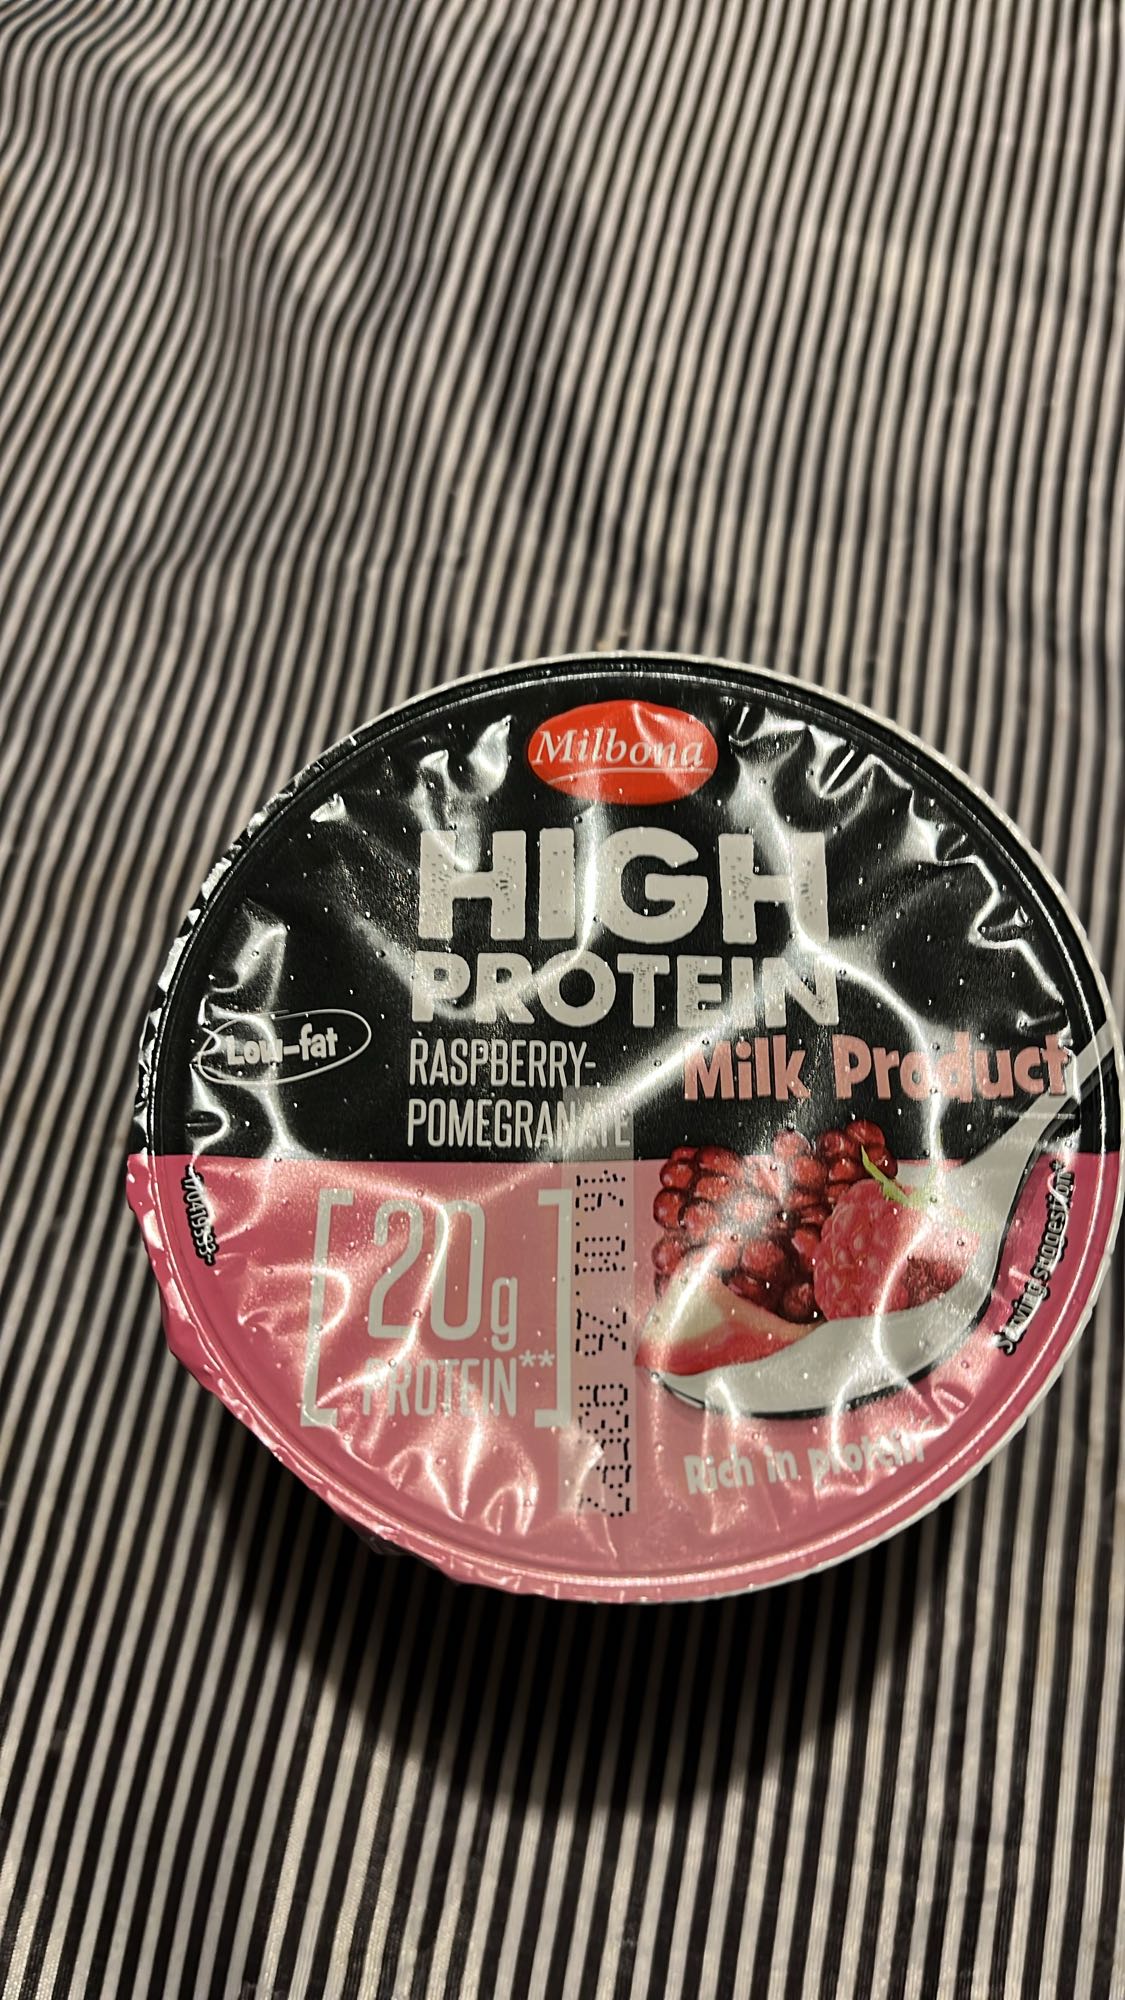 Milbona
HIGH
PROTEIN
Low-fat
RASPBERRY-
POMEGRANATE
Milk Product
20g
PROTEIN**
16.01.26
Serving suggestion*
Rich in protein